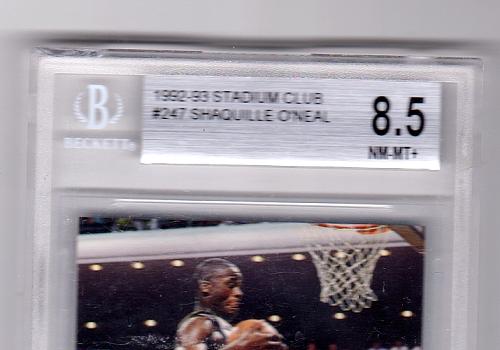 1992-93 STADIUM CLUB
#247 SHAQUILLE O'NEAL
8.5
NM-MT+
B
BECKETT